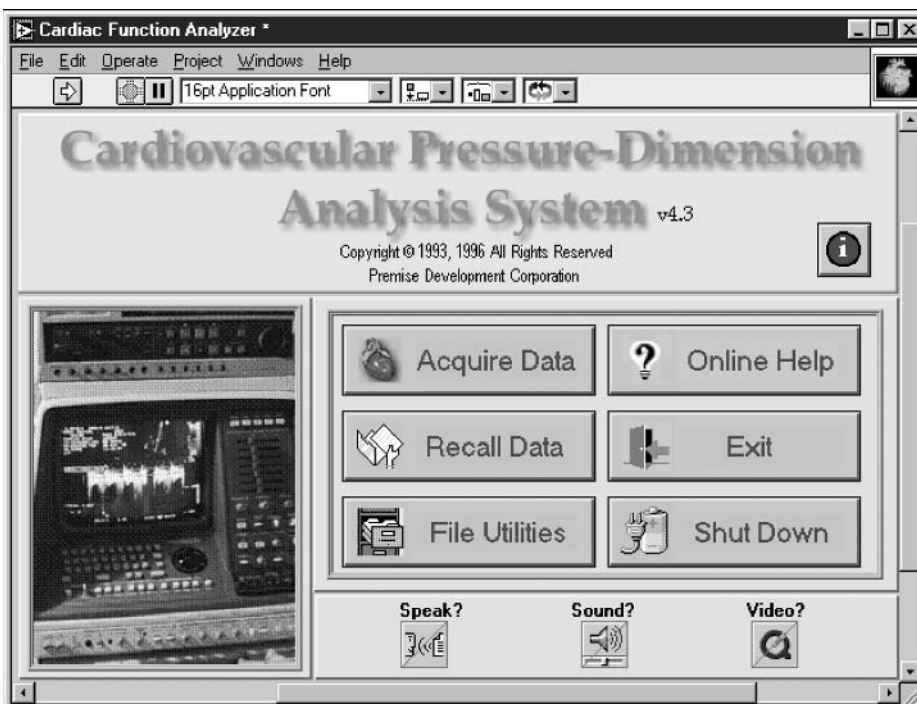 Cardiac Function Analyzer *
File Edit Operate Project Windows Help
16pt Application Font
Cardiovascular Pressure-Dimension
Analysis System v4.3
Copyright © 1993, 1996 All Rights Reserved
Premise Development Corporation
Acquire Data
Online Help
Recall Data
Exit
File Utilities
Shut Down
Speak? Sound? Video?